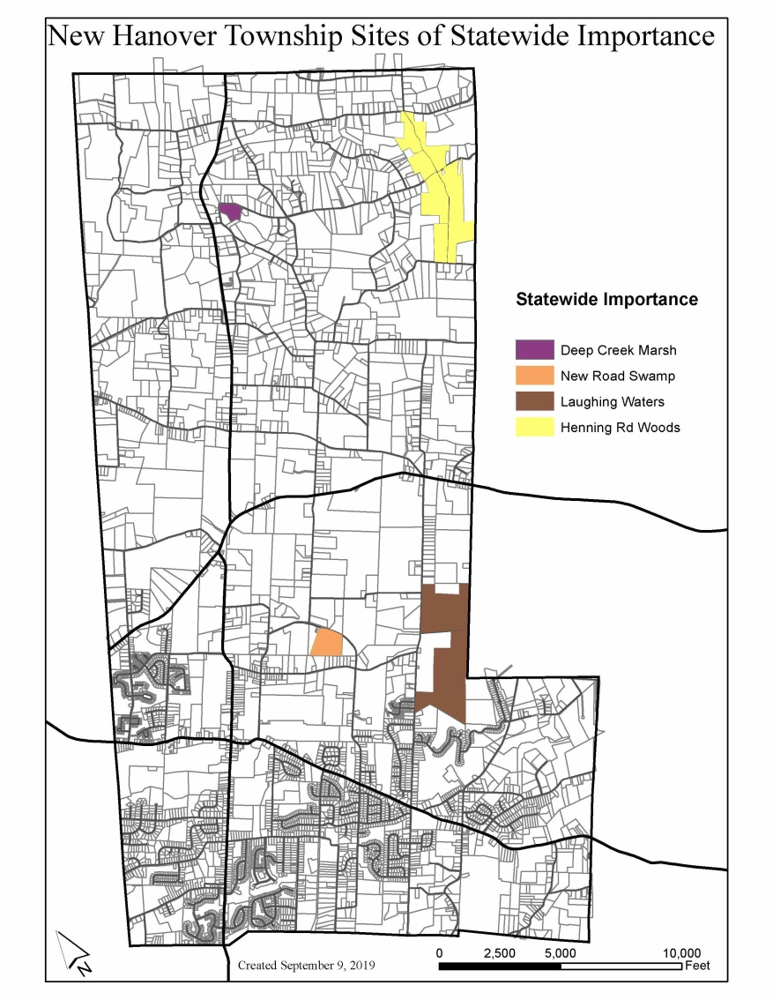 New Hanover Township Sites of Statewide Importance
Statewide Importance
Deep Creek Marsh
New Road Swamp
Laughing Waters
Henning Rd Woods
N
Created September 9, 2019
0 2,500 5,000 10,000
Feet